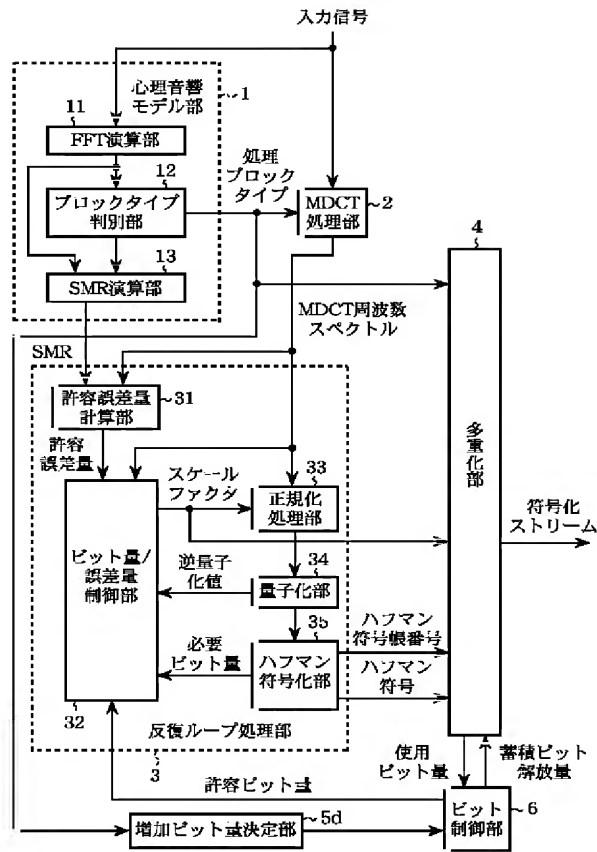 入力信号
心理音響
モデル部
1
11
FFT演算部
12
ブロックタイプ
判別部
13
SMR演算部
処理
ブロック
タイプ
MDCT
処理部
2
4
MDCT周波数
スペクトル
SMR
許容誤差量
計算部
31
許容
誤差量
スケール
ファクタ
33
正規化
処理部
多重化部
符号化
ストリーム
ビット量/
誤差量
制御部
逆量子
化値
34
量子化部
35
必要
ビット量
ハフマン
符号化部
ハフマン
符号帳番号
ハフマン
符号
32
反復ループ処理部
3
使用
ビット量
蓄積ビット
解放量
許容ビット量
5d
増加ビット量決定部
ビット
制御部
6